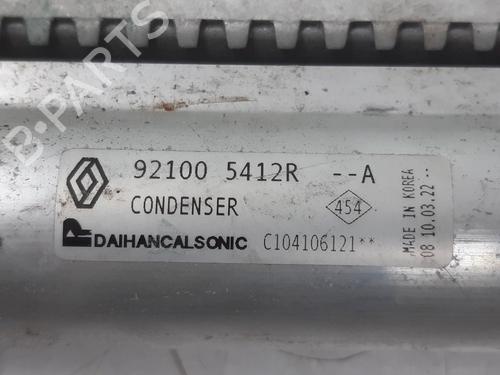 92100 5412R --A
CONDENSER
454
DAIHANCALSONIC C104106121**
MADE IN KOREA
08 10.03.22--
B-PARTS